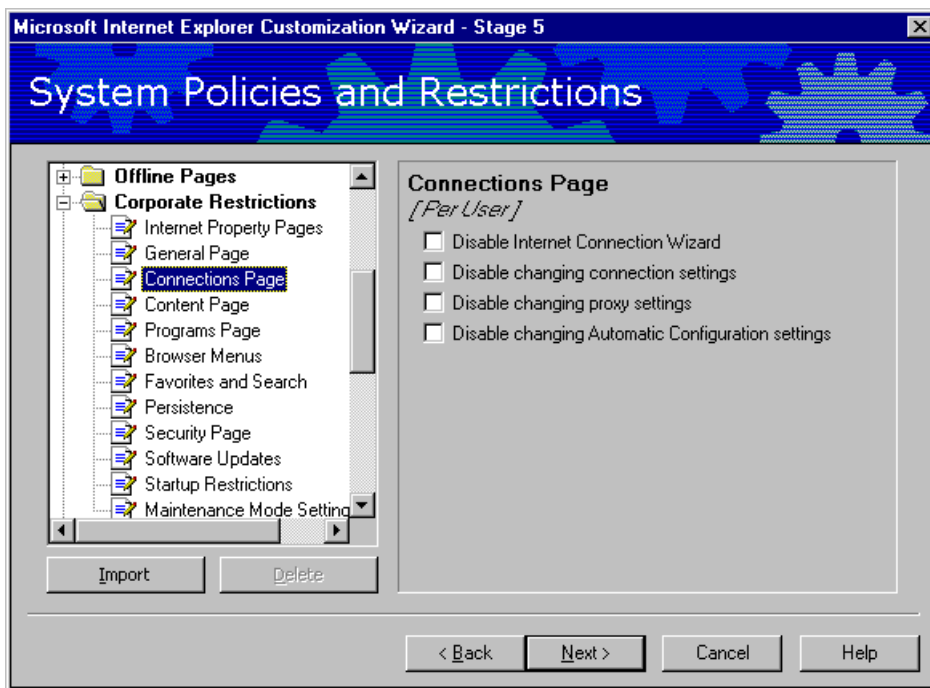 Microsoft Internet Explorer Customization Wizard - Stage 5
System Policies and Restrictions
Offline Pages
Corporate Restrictions
Internet Property Pages
General Page
Connections Page
Content Page
Programs Page
Browser Menus
Favorites and Search
Persistence
Security Page
Software Updates
Startup Restrictions
Maintenance Mode Setting
Import
Delete
Connections Page
[Per User]
Disable Internet Connection Wizard
Disable changing connection settings
Disable changing proxy settings
Disable changing Automatic Configuration settings
< Back
Next >
Cancel
Help